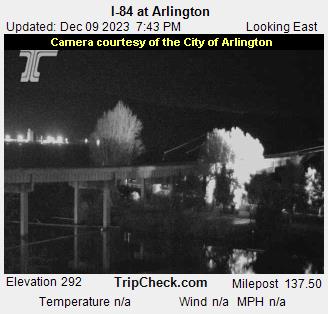 I-84 at Arlington
Updated: Dec 09 2023 7:43 PM Looking East
Camera courtesy of the City of Arlington
Elevation 292 TripCheck.com Milepost 137.50
Temperature n/a Wind n/a MPH n/a